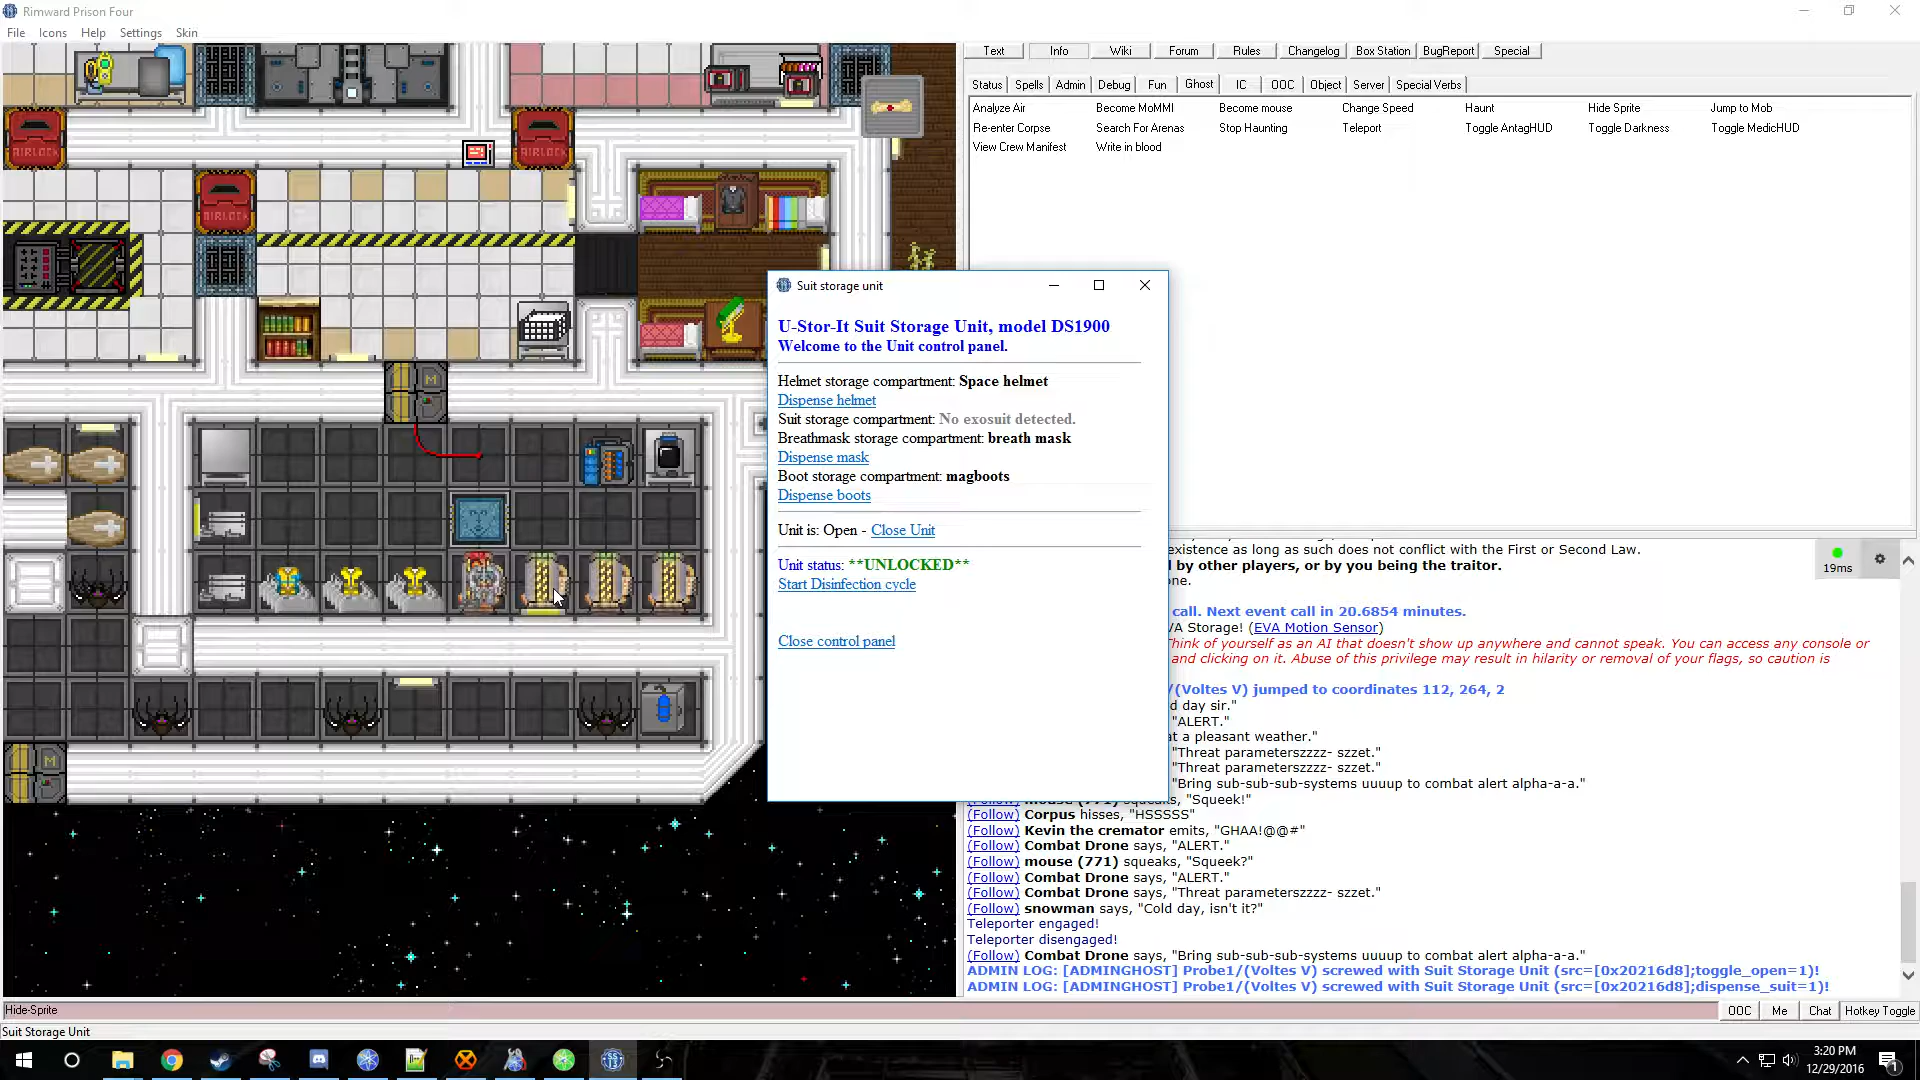 Rimward Prison Four
File Icons Help Settings Skin
Text Info Wiki Forum Rules Changelog Box Station BugReport Special
Status Spells Admin Debug Fun Ghost IC OOC Object Server Special Verbs
Analyze Air Become MoMMI Become mouse Change Speed Haunt Hide Sprite Jump to Mob
Re-enter Corpse Search For Arenas Stop Haunting Teleport Toggle AntagHUD Toggle Darkness Toggle MedicHUD
View Crew Manifest Write in blood
AIRLOCK
AIRLOCK
AIRLOCK
M
M
Suit storage unit
U-Stor-It Suit Storage Unit, model DS1900
Welcome to the Unit control panel.
Helmet storage compartment: Space helmet
Dispense helmet
Suit storage compartment: No exosuit detected.
Breathmask storage compartment: breath mask
Dispense mask
Boot storage compartment: magboots
Dispense boots
Unit is: Open - Close Unit
Unit status: **UNLOCKED**
Start Disinfection cycle
Close control panel
existence as long as such does not conflict with the First or Second Law.
d by other players, or by you being the traitor.
one.
call. Next event call in 20.6854 minutes.
VA Storage! (EVA Motion Sensor)
Think of yourself as an AI that doesn't show up anywhere and cannot speak. You can access any console or
and clicking on it. Abuse of this privilege may result in hilarity or removal of your flags, so caution is
/(Voltes V) jumped to coordinates 112, 264, 2
d day sir."
"ALERT."
at a pleasant weather."
"Threat parameterszzzz- szzet."
"Threat parameterszzzz- szzet."
"Bring sub-sub-sub-systems uuuup to combat alert alpha-a-a."
(Follow) mouse (771) squeaks, "Squeek!"
(Follow) Corpus hisses, "HSSSSS"
(Follow) Kevin the cremator emits, "GHAA!@@#"
(Follow) Combat Drone says, "ALERT."
(Follow) mouse (771) squeaks, "Squeek?"
(Follow) Combat Drone says, "ALERT."
(Follow) Combat Drone says, "Threat parameterszzzz- szzet."
(Follow) snowman says, "Cold day, isn't it?"
Teleporter engaged!
Teleporter disengaged!
(Follow) Combat Drone says, "Bring sub-sub-sub-systems uuuup to combat alert alpha-a-a."
ADMIN LOG: [ADMINGHOST] Probe1/(Voltes V) screwed with Suit Storage Unit (src=[0x20216d8];toggle_open=1)!
ADMIN LOG: [ADMINGHOST] Probe1/(Voltes V) screwed with Suit Storage Unit (src=[0x20216d8];dispense_suit=1)!
19ms
Hide-Sprite
OOC Me Chat Hotkey Toggle
Suit Storage Unit
SS
13
3:20 PM
12/29/2016
1